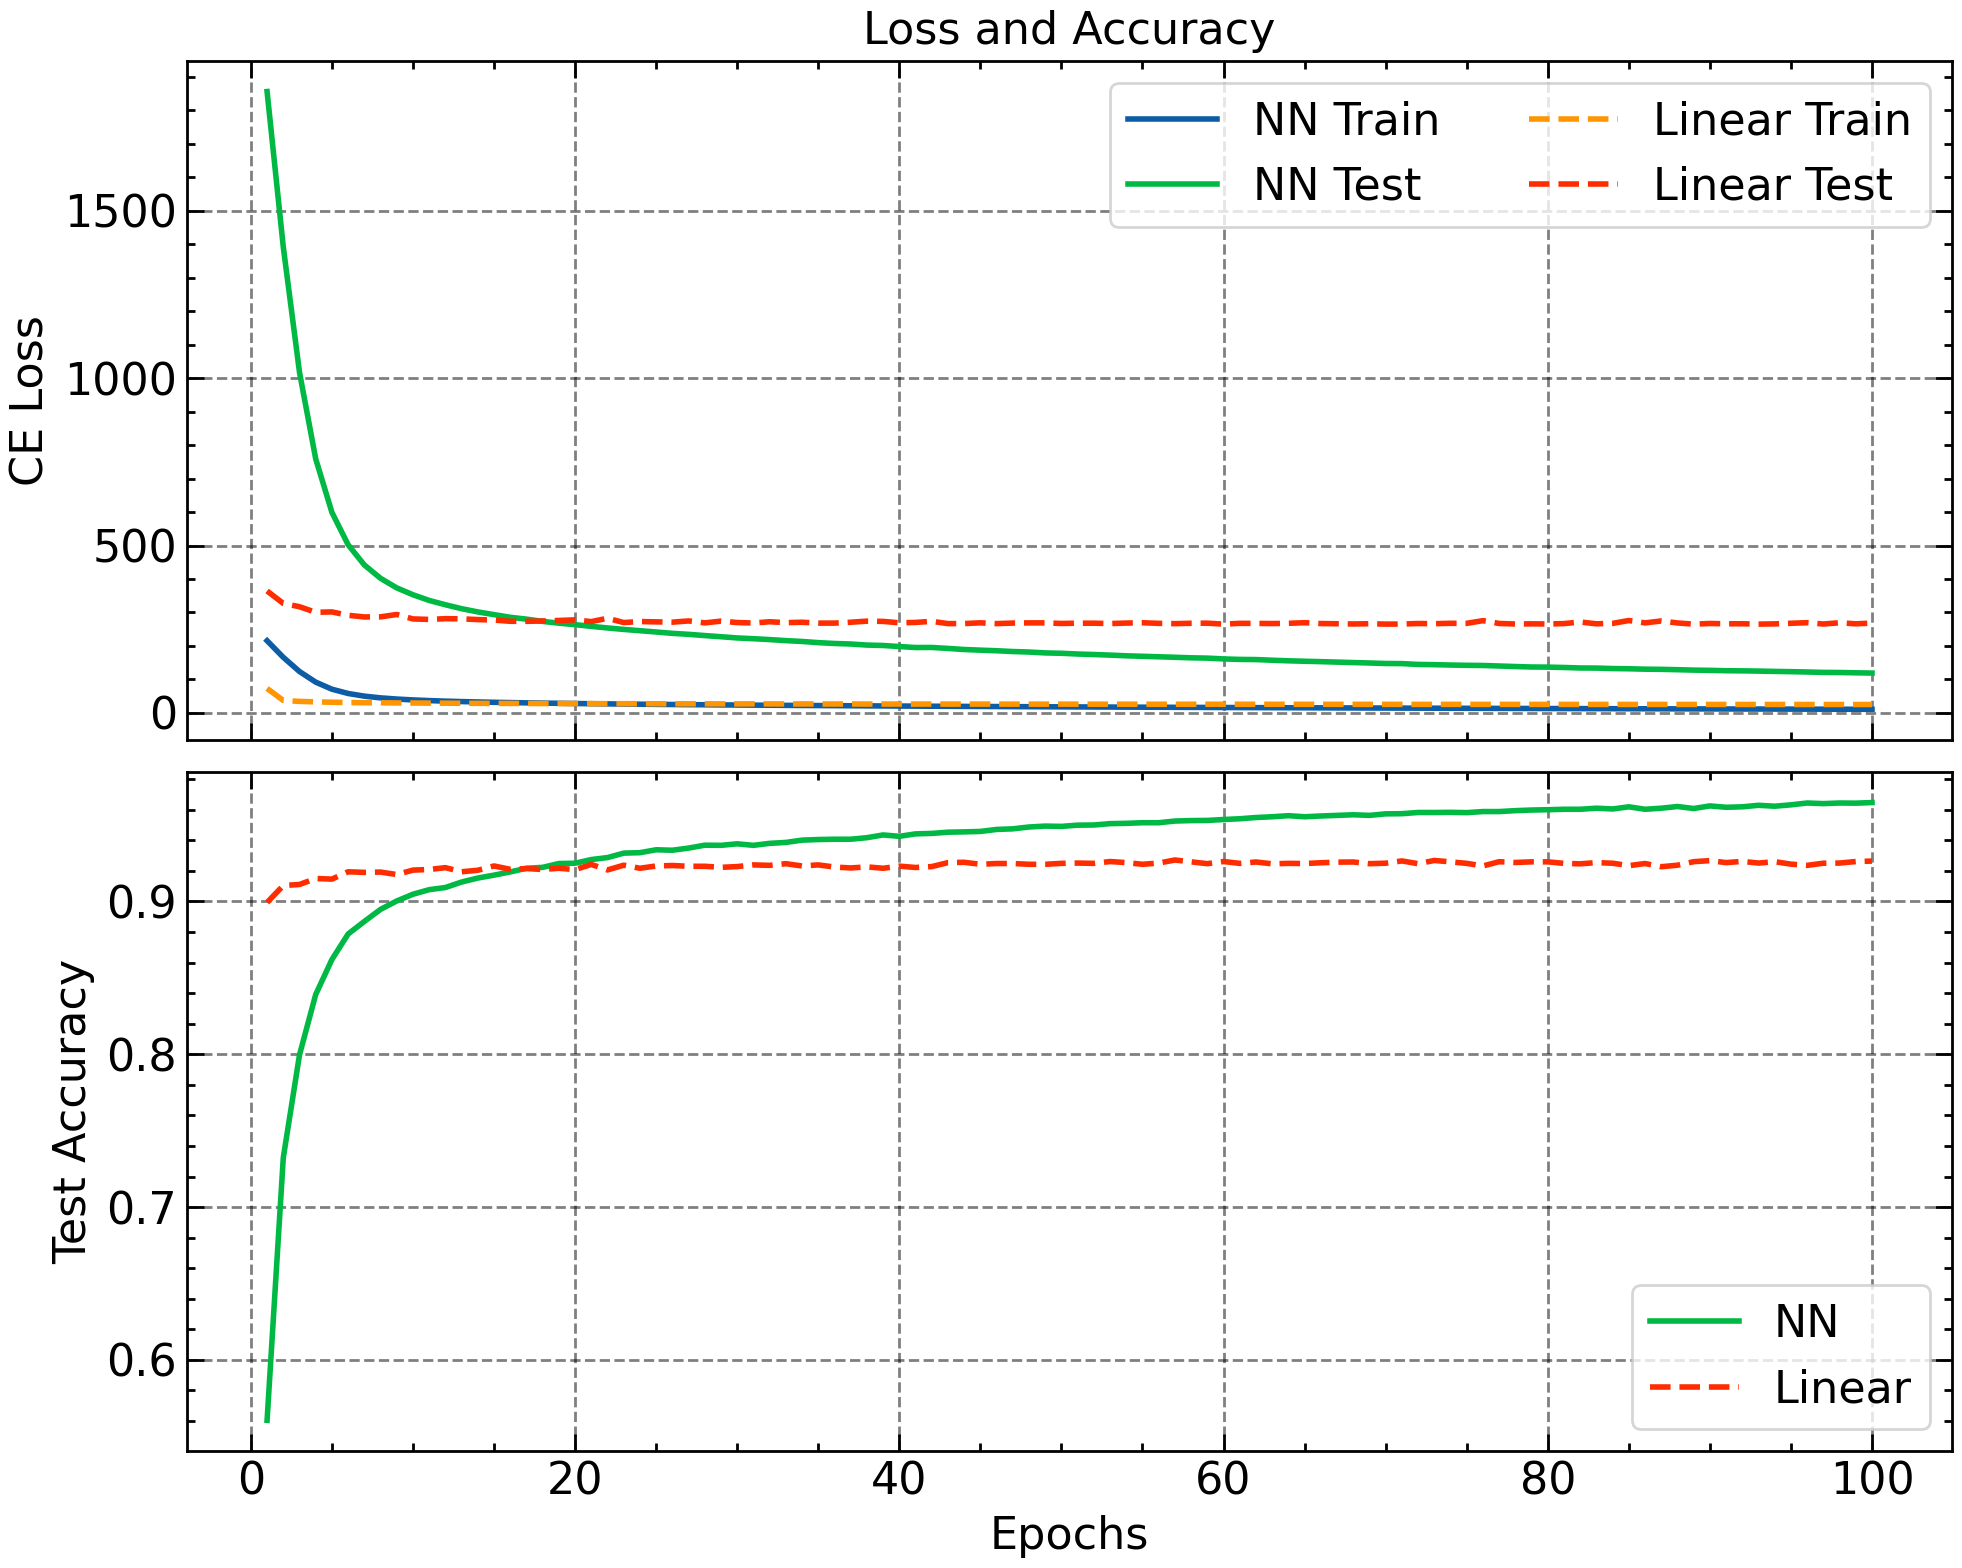 Loss and Accuracy
NN Train
Linear Train
NN Test
Linear Test
CE Loss
1500
1000
500
0
Test Accuracy
0.9
0.8
0.7
0.6
NN
Linear
0 20 40 60 80 100
Epochs